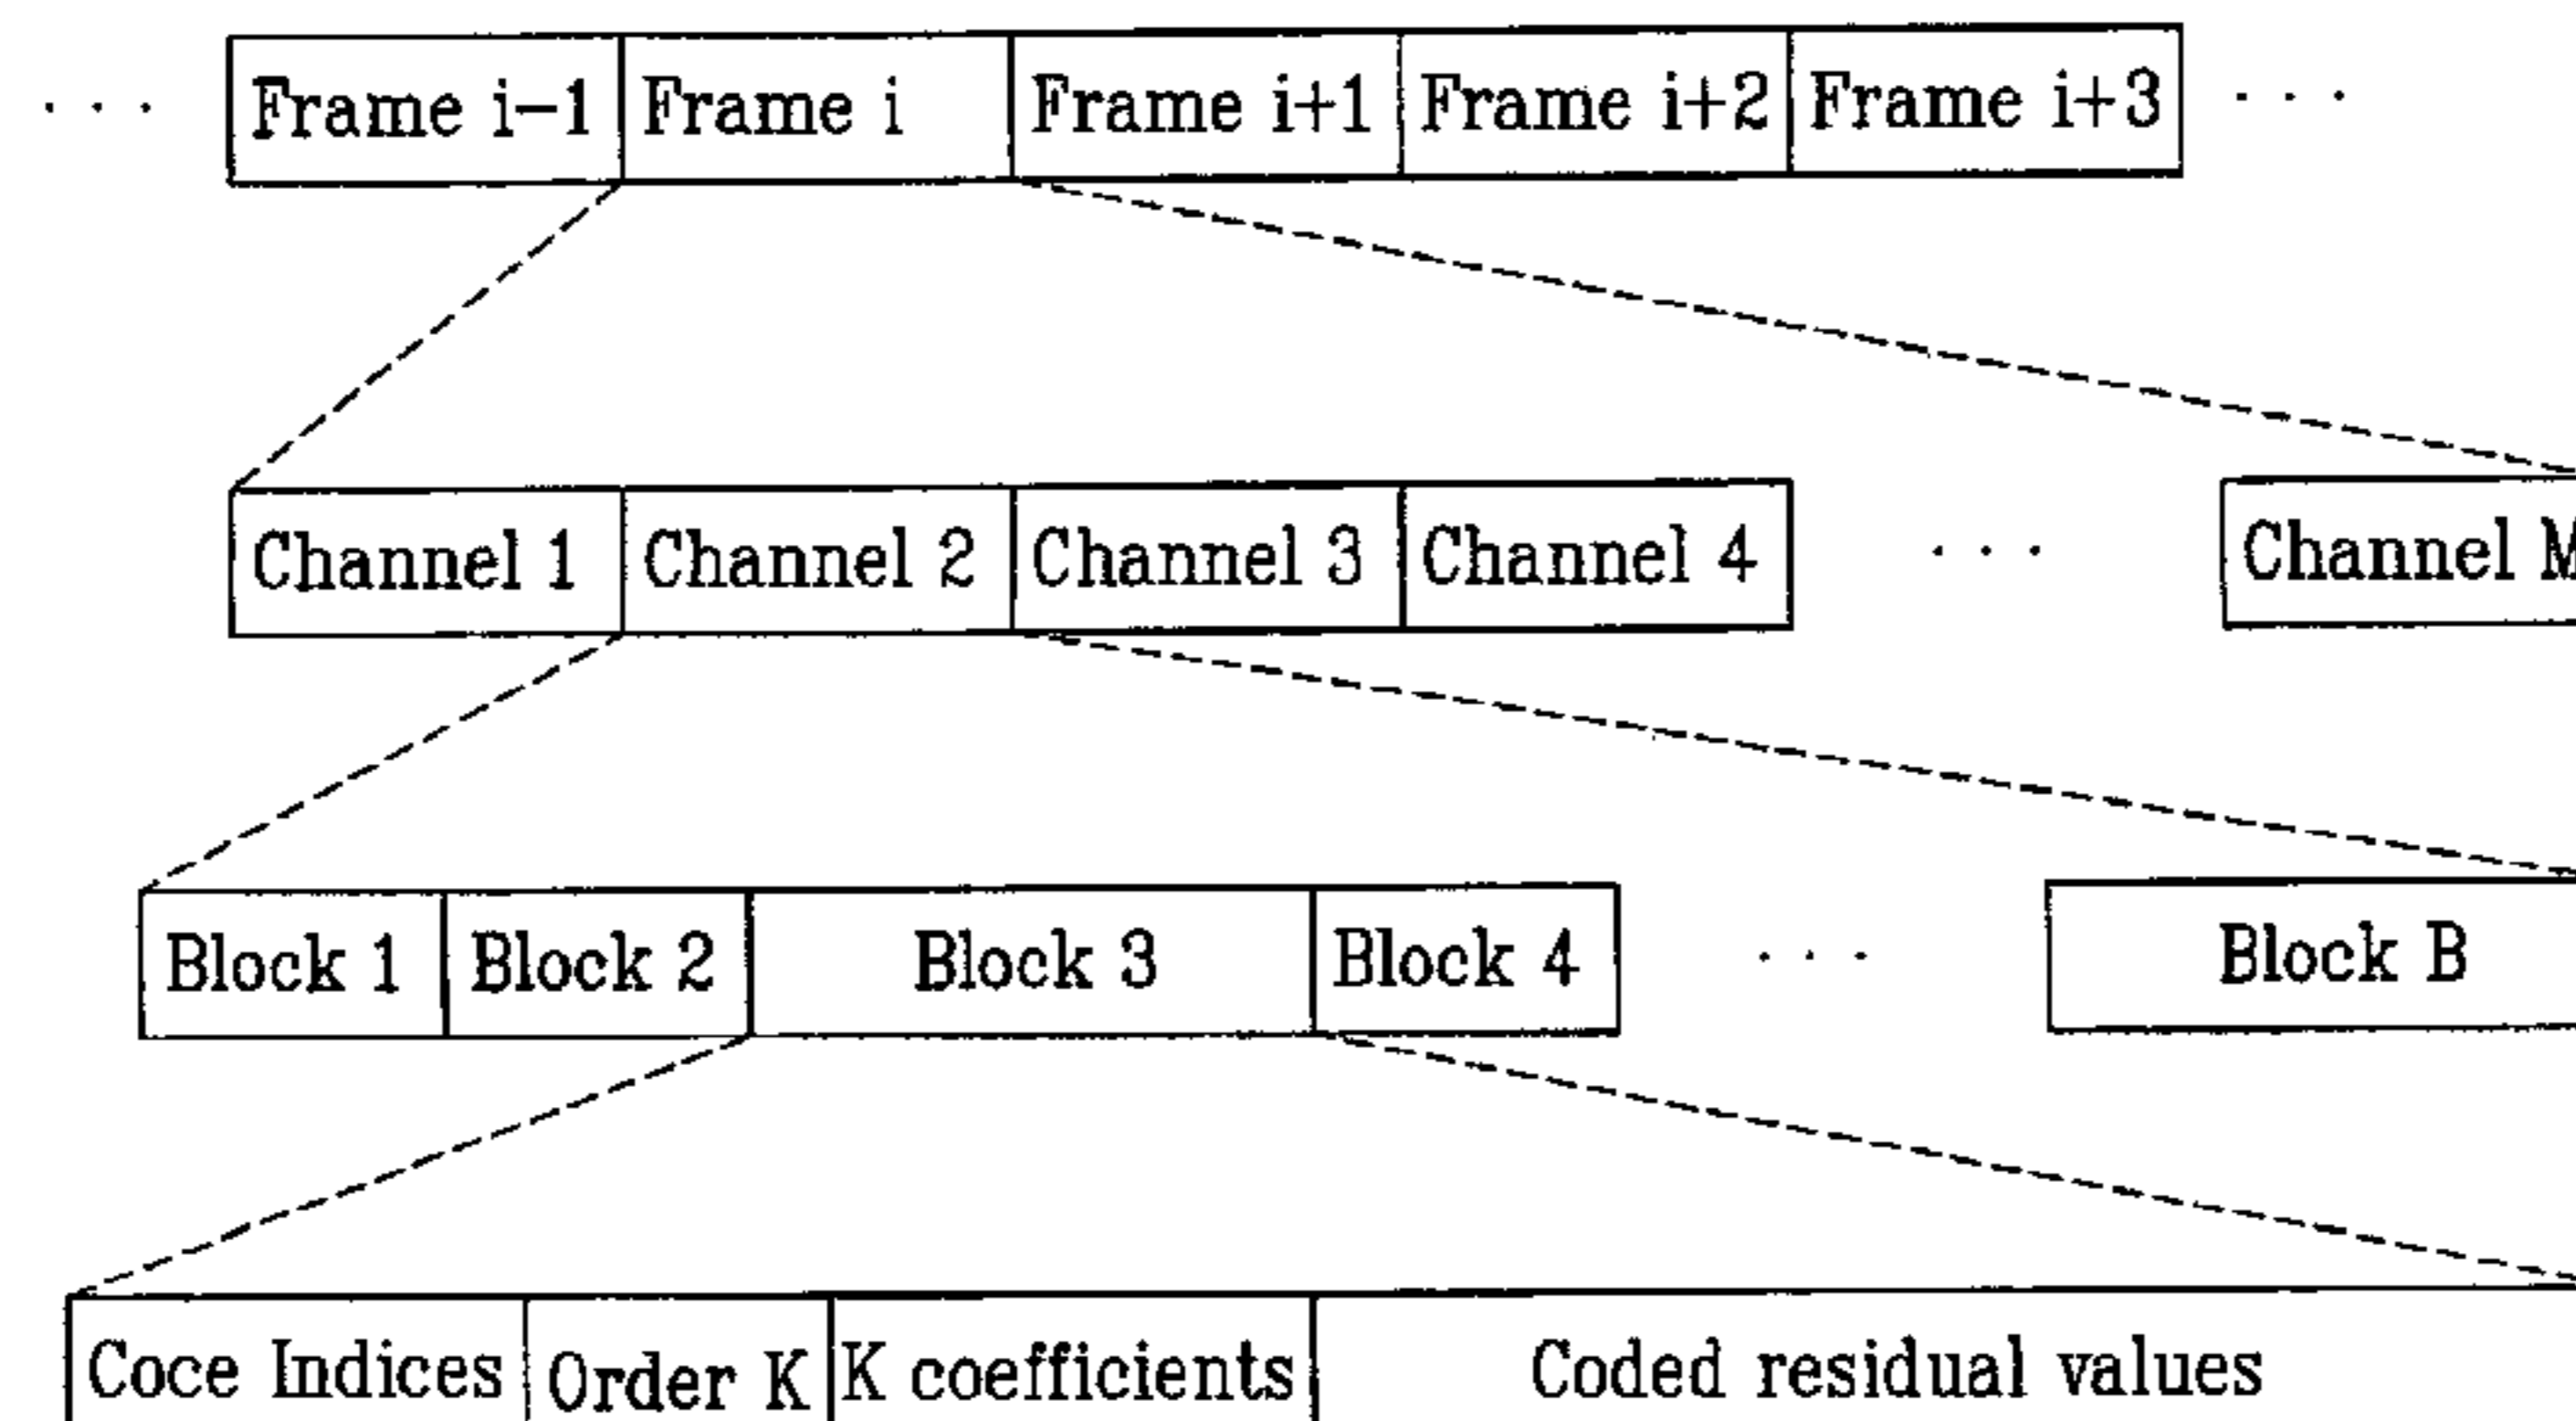 · · · Frame i-1 Frame i Frame i+1 Frame i+2 Frame i+3 · · ·
Channel 1 Channel 2 Channel 3 Channel 4 · · · Channel M
Block 1 Block 2 Block 3 Block 4 · · · Block B
Coce Indices Order K K coefficients Coded residual values